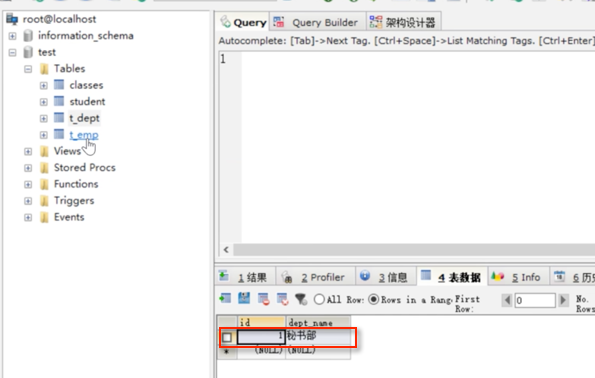 root@localhost
information_schema
test
Tables
classes
student
t_dept
t_emp
Views
Stored Procs
Functions
Triggers
Events
Query
Query Builder
架构设计器
Autocomplete: [Tab]->Next Tag. [Ctrl+Space]->List Matching Tags. [Ctrl+Enter]
1
1 结果
2 Profiler
3 信息
4 表数据
5 Info
6 历史
All Row:
Rows in a Rang
First Row:
0
No. Rows
id dept_name
1 秘书部
* (NULL) (NULL)